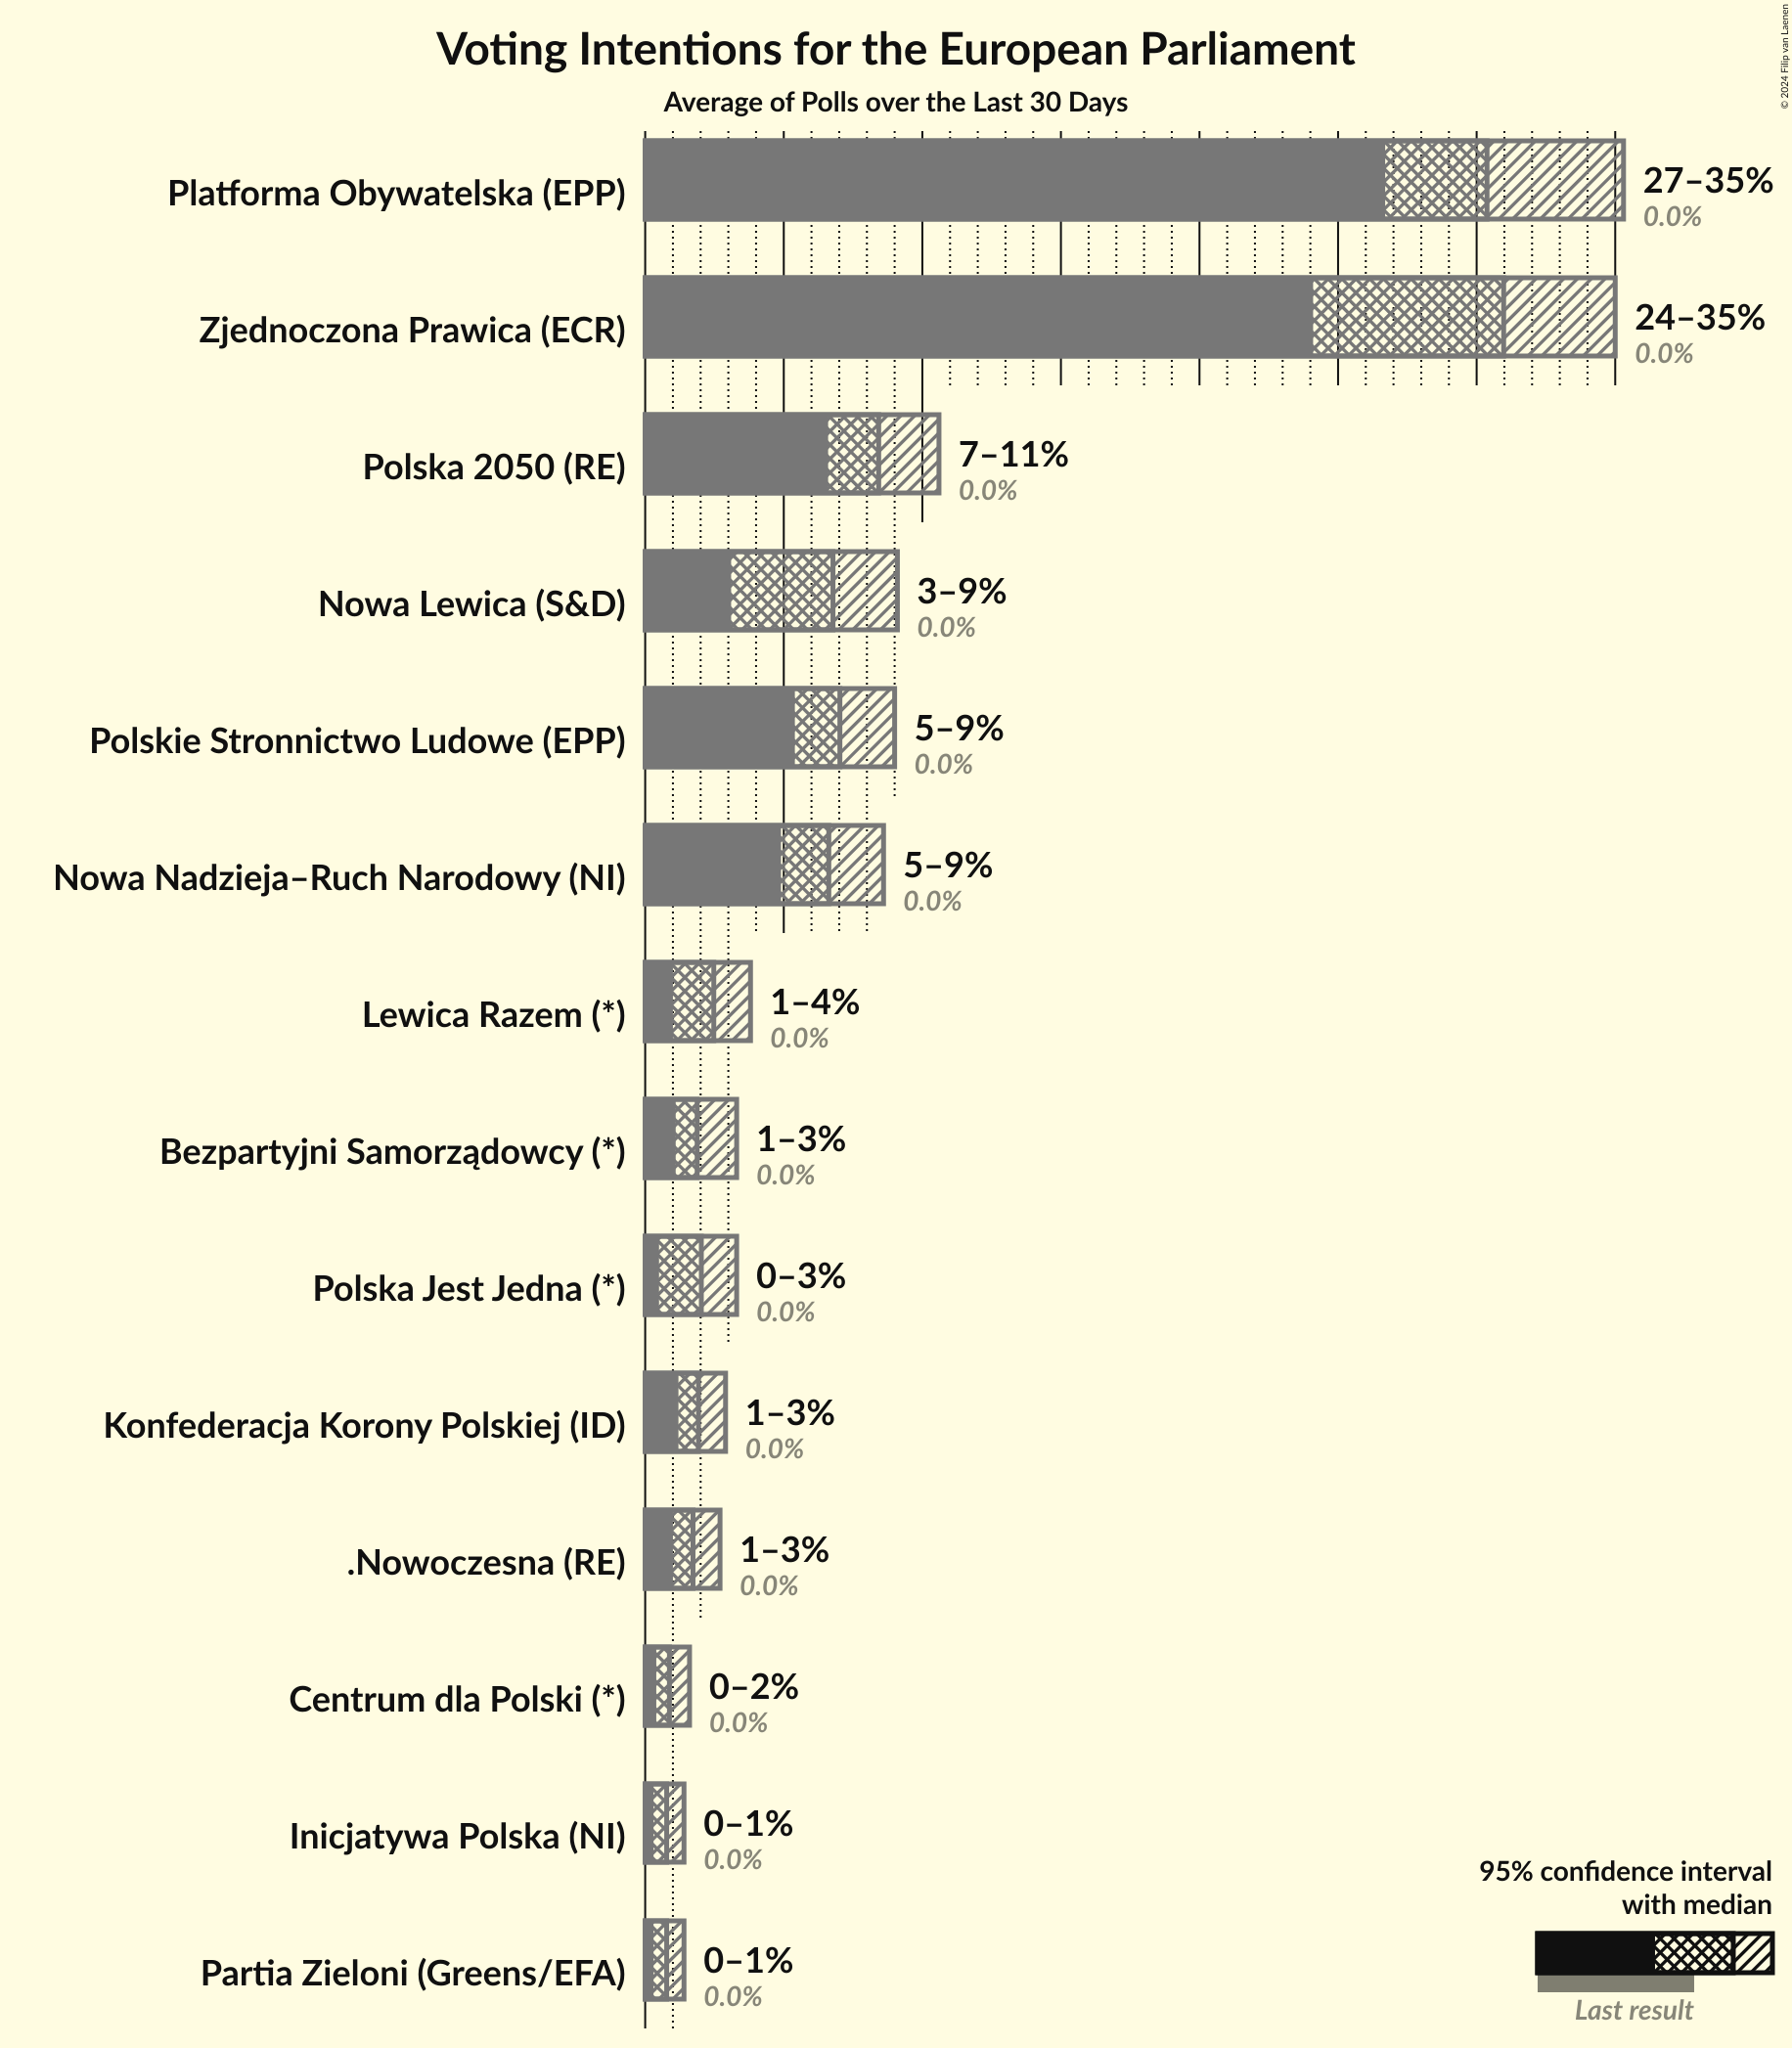 Voting Intentions for the European Parliament
Average of Polls over the Last 30 Days
© 2024 Filip van Laenen
Platforma Obywatelska (EPP)
27–35%
0.0%
Zjednoczona Prawica (ECR)
24–35%
0.0%
Polska 2050 (RE)
7–11%
0.0%
Nowa Lewica (S&D)
3–9%
0.0%
Polskie Stronnictwo Ludowe (EPP)
5–9%
0.0%
Nowa Nadzieja–Ruch Narodowy (NI)
5–9%
0.0%
Lewica Razem (*)
1–4%
0.0%
Bezpartyjni Samorządowcy (*)
1–3%
0.0%
Polska Jest Jedna (*)
0–3%
0.0%
Konfederacja Korony Polskiej (ID)
1–3%
0.0%
.Nowoczesna (RE)
1–3%
0.0%
Centrum dla Polski (*)
0–2%
0.0%
Inicjatywa Polska (NI)
0–1%
0.0%
Partia Zieloni (Greens/EFA)
0–1%
0.0%
95% confidence interval
with median
Last result